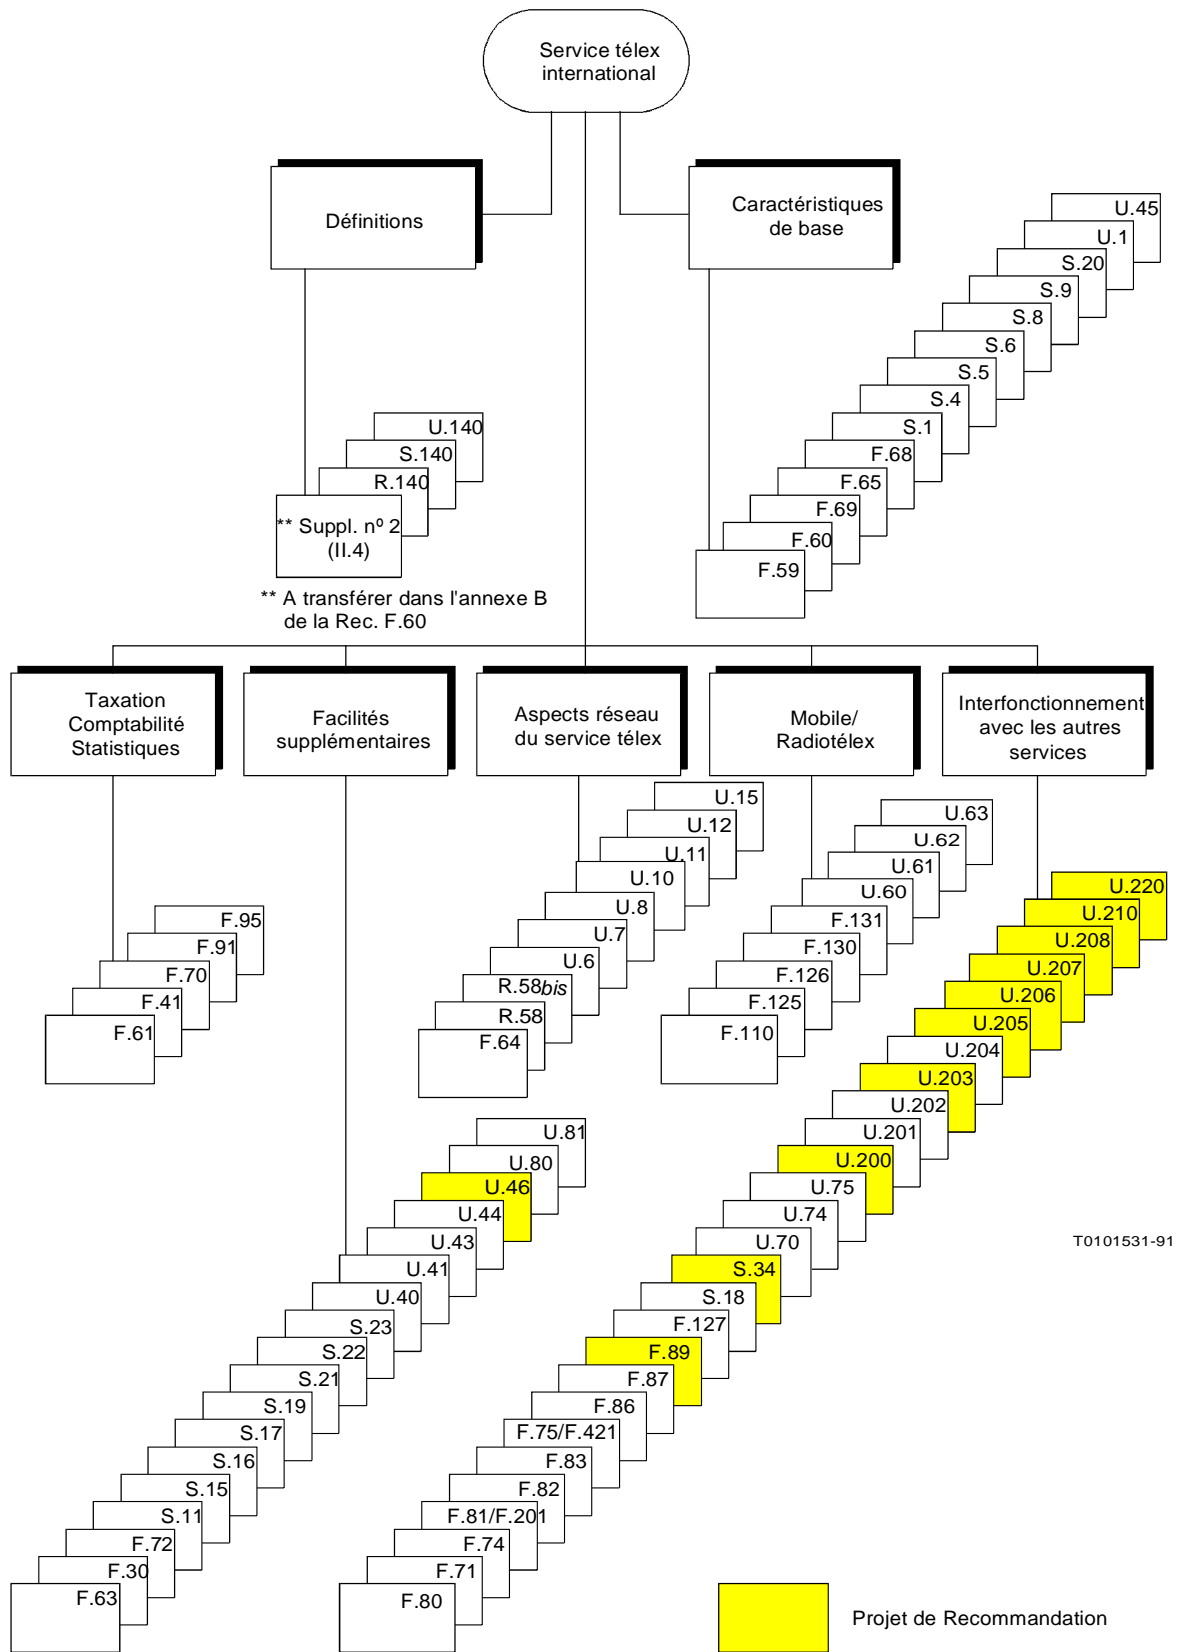 Service télex
international
Définitions
Caractéristiques
de base
U.45
U.1
S.20
S.9
S.8
S.6
S.5
S.4
S.1
F.68
F.65
F.69
F.60
F.59
U.140
S.140
R.140
** Suppl. nº 2
(II.4)
** A transférer dans l'annexe B
de la Rec. F.60
Taxation
Comptabilité
Statistiques
Facilités
supplémentaires
Aspects réseau
du service télex
Mobile/
Radiotélex
Interfonctionnement
avec les autres
services
F.95
F.91
F.70
F.41
F.61
U.15
U.12
U.11
U.10
U.8
U.7
U.6
R.58bis
R.58
F.64
U.63
U.62
U.61
U.60
F.131
F.130
F.126
F.125
F.110
U.81
U.80
U.46
U.44
U.43
U.41
U.40
S.23
S.22
S.21
S.19
S.17
S.16
S.15
S.11
F.72
F.30
F.63
U.220
U.210
U.208
U.207
U.206
U.205
U.204
U.203
U.202
U.201
U.200
U.75
U.74
U.70
S.34
S.18
F.127
F.89
F.87
F.86
F.75/F.421
F.83
F.82
F.81/F.201
F.74
F.71
F.80
T0101531-91
Projet de Recommandation